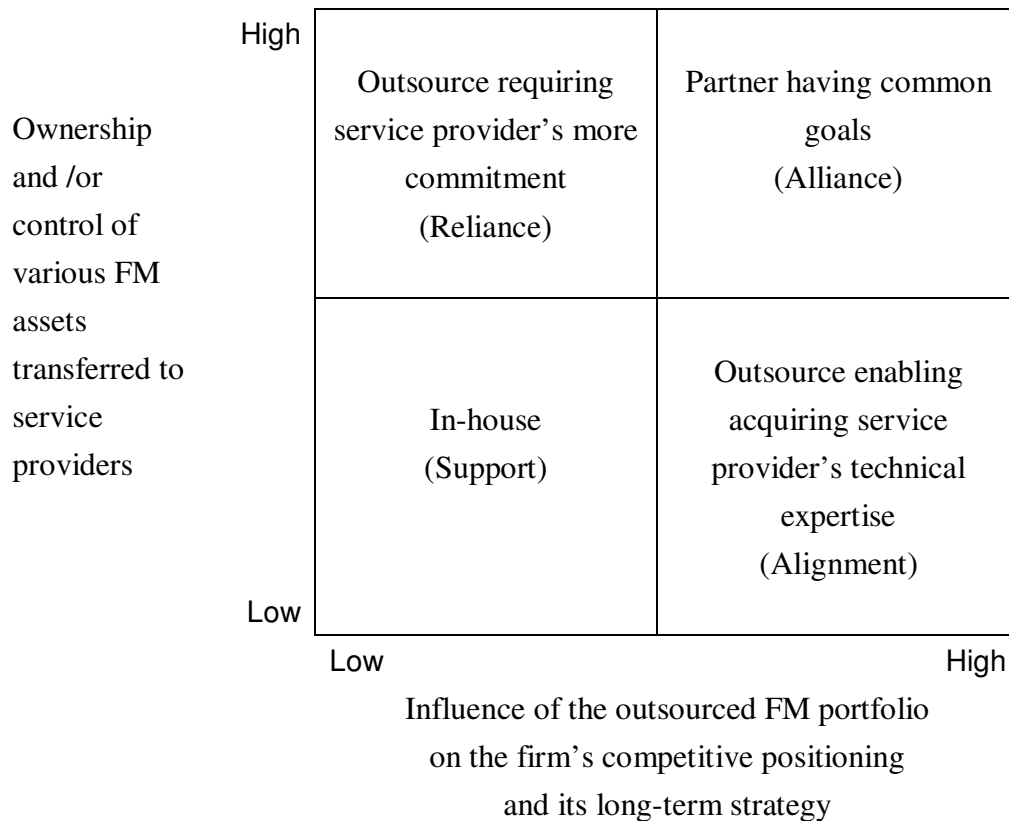 High
Ownership
and /or
control of
various FM
assets
transferred to
service
providers
Outsource requiring
service provider’s more
commitment
(Reliance)
Partner having common
goals
(Alliance)
In-house
(Support)
Outsource enabling
acquiring service
provider’s technical
expertise
(Alignment)
Low
Low
High
Influence of the outsourced FM portfolio
on the firm’s competitive positioning
and its long-term strategy